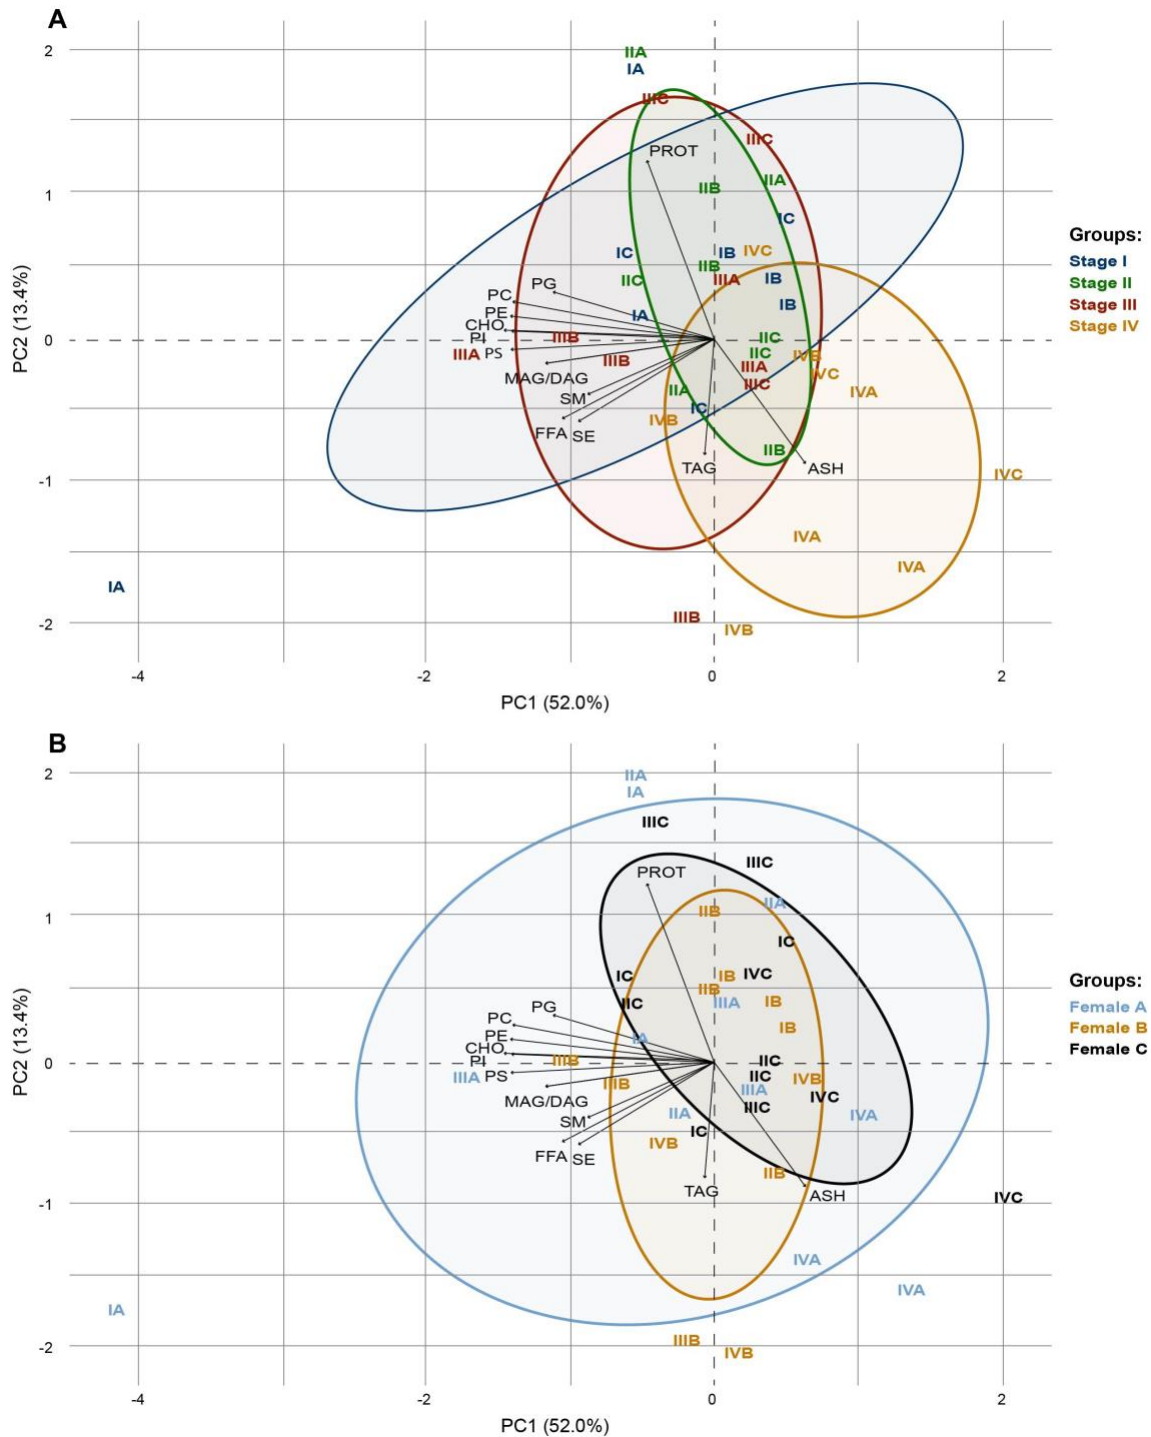 A
2
IIA
IA
IIIC
IIIC
PROT
IIA
1
IIB
IC
Groups:
IC
IB
IVC
Stage I
IIB
IIC
IIIA
IB
Stage II
PG
PC
IB
Stage III
PE
IA
CHO
Stage IV
PI
IIIB
IIC
0
IIIA
PS
IIIB
IIC
IVB
IIIA
IVC
MAG/DAG
IIIC
IVA
SM
IIA
IC
IVB
FFA
SE
IIB
TAG
ASH
IVC
-1
IVA
IVA
IA
IIIB
-2
IVB
-4
-2
0
2
PC1 (52.0%)
PC2 (13.4%)
B
2
IIA
IA
IIIC
IIIC
PROT
IIA
1
IIB
IC
IC
IB
IVC
Groups:
IIB
IIC
IIIA
IB
Female A
PG
PC
IB
Female B
PE
IA
CHO
Female C
PI
IIIB
IIC
0
IIIA
PS
IIIB
IIC
IVB
IIIA
IVC
MAG/DAG
IIIC
IVA
SM
IIA
IC
IVB
FFA
SE
IIB
TAG
ASH
IVC
-1
IVA
IVA
IA
IIIB
-2
IVB
-4
-2
0
2
PC1 (52.0%)
PC2 (13.4%)